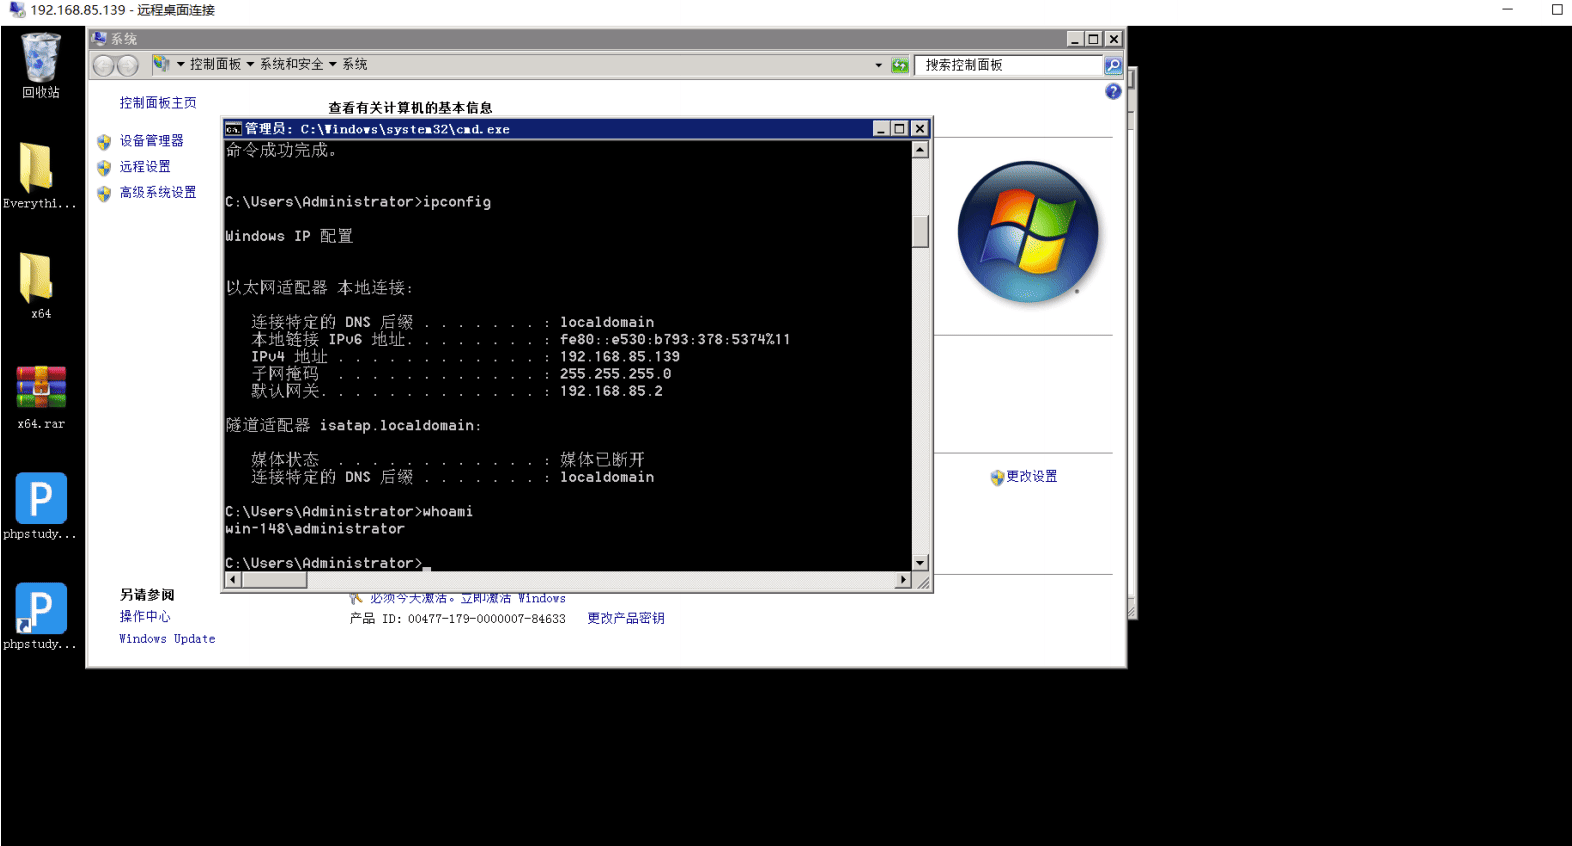 192.168.85.139 - 远程桌面连接
回收站
Everythi...
x64
x64.rar
phpstudy...
phpstudy...
系统
控制面板 系统和安全 系统
搜索控制面板
控制面板主页
设备管理器
远程设置
高级系统设置
查看有关计算机的基本信息
管理员: C:\Windows\system32\cmd.exe
命令成功完成。
C:\Users\Administrator>ipconfig
Windows IP 配置
以太网适配器 本地连接:
连接特定的 DNS 后缀 . . . . . . . : localdomain
本地链接 IPv6 地址. . . . . . . . : fe80::e530:b793:378:5374%11
IPv4 地址 . . . . . . . . . . . . : 192.168.85.139
子网掩码 . . . . . . . . . . . . : 255.255.255.0
默认网关. . . . . . . . . . . . . : 192.168.85.2
隧道适配器 isatap.localdomain:
媒体状态 . . . . . . . . . . . . : 媒体已断开
连接特定的 DNS 后缀 . . . . . . . : localdomain
C:\Users\Administrator>whoami
win-148\administrator
C:\Users\Administrator>_
更改设置
另请参阅
操作中心
Windows Update
必须今天激活。立即激活 Windows
产品 ID: 00477-179-0000007-84633 更改产品密钥